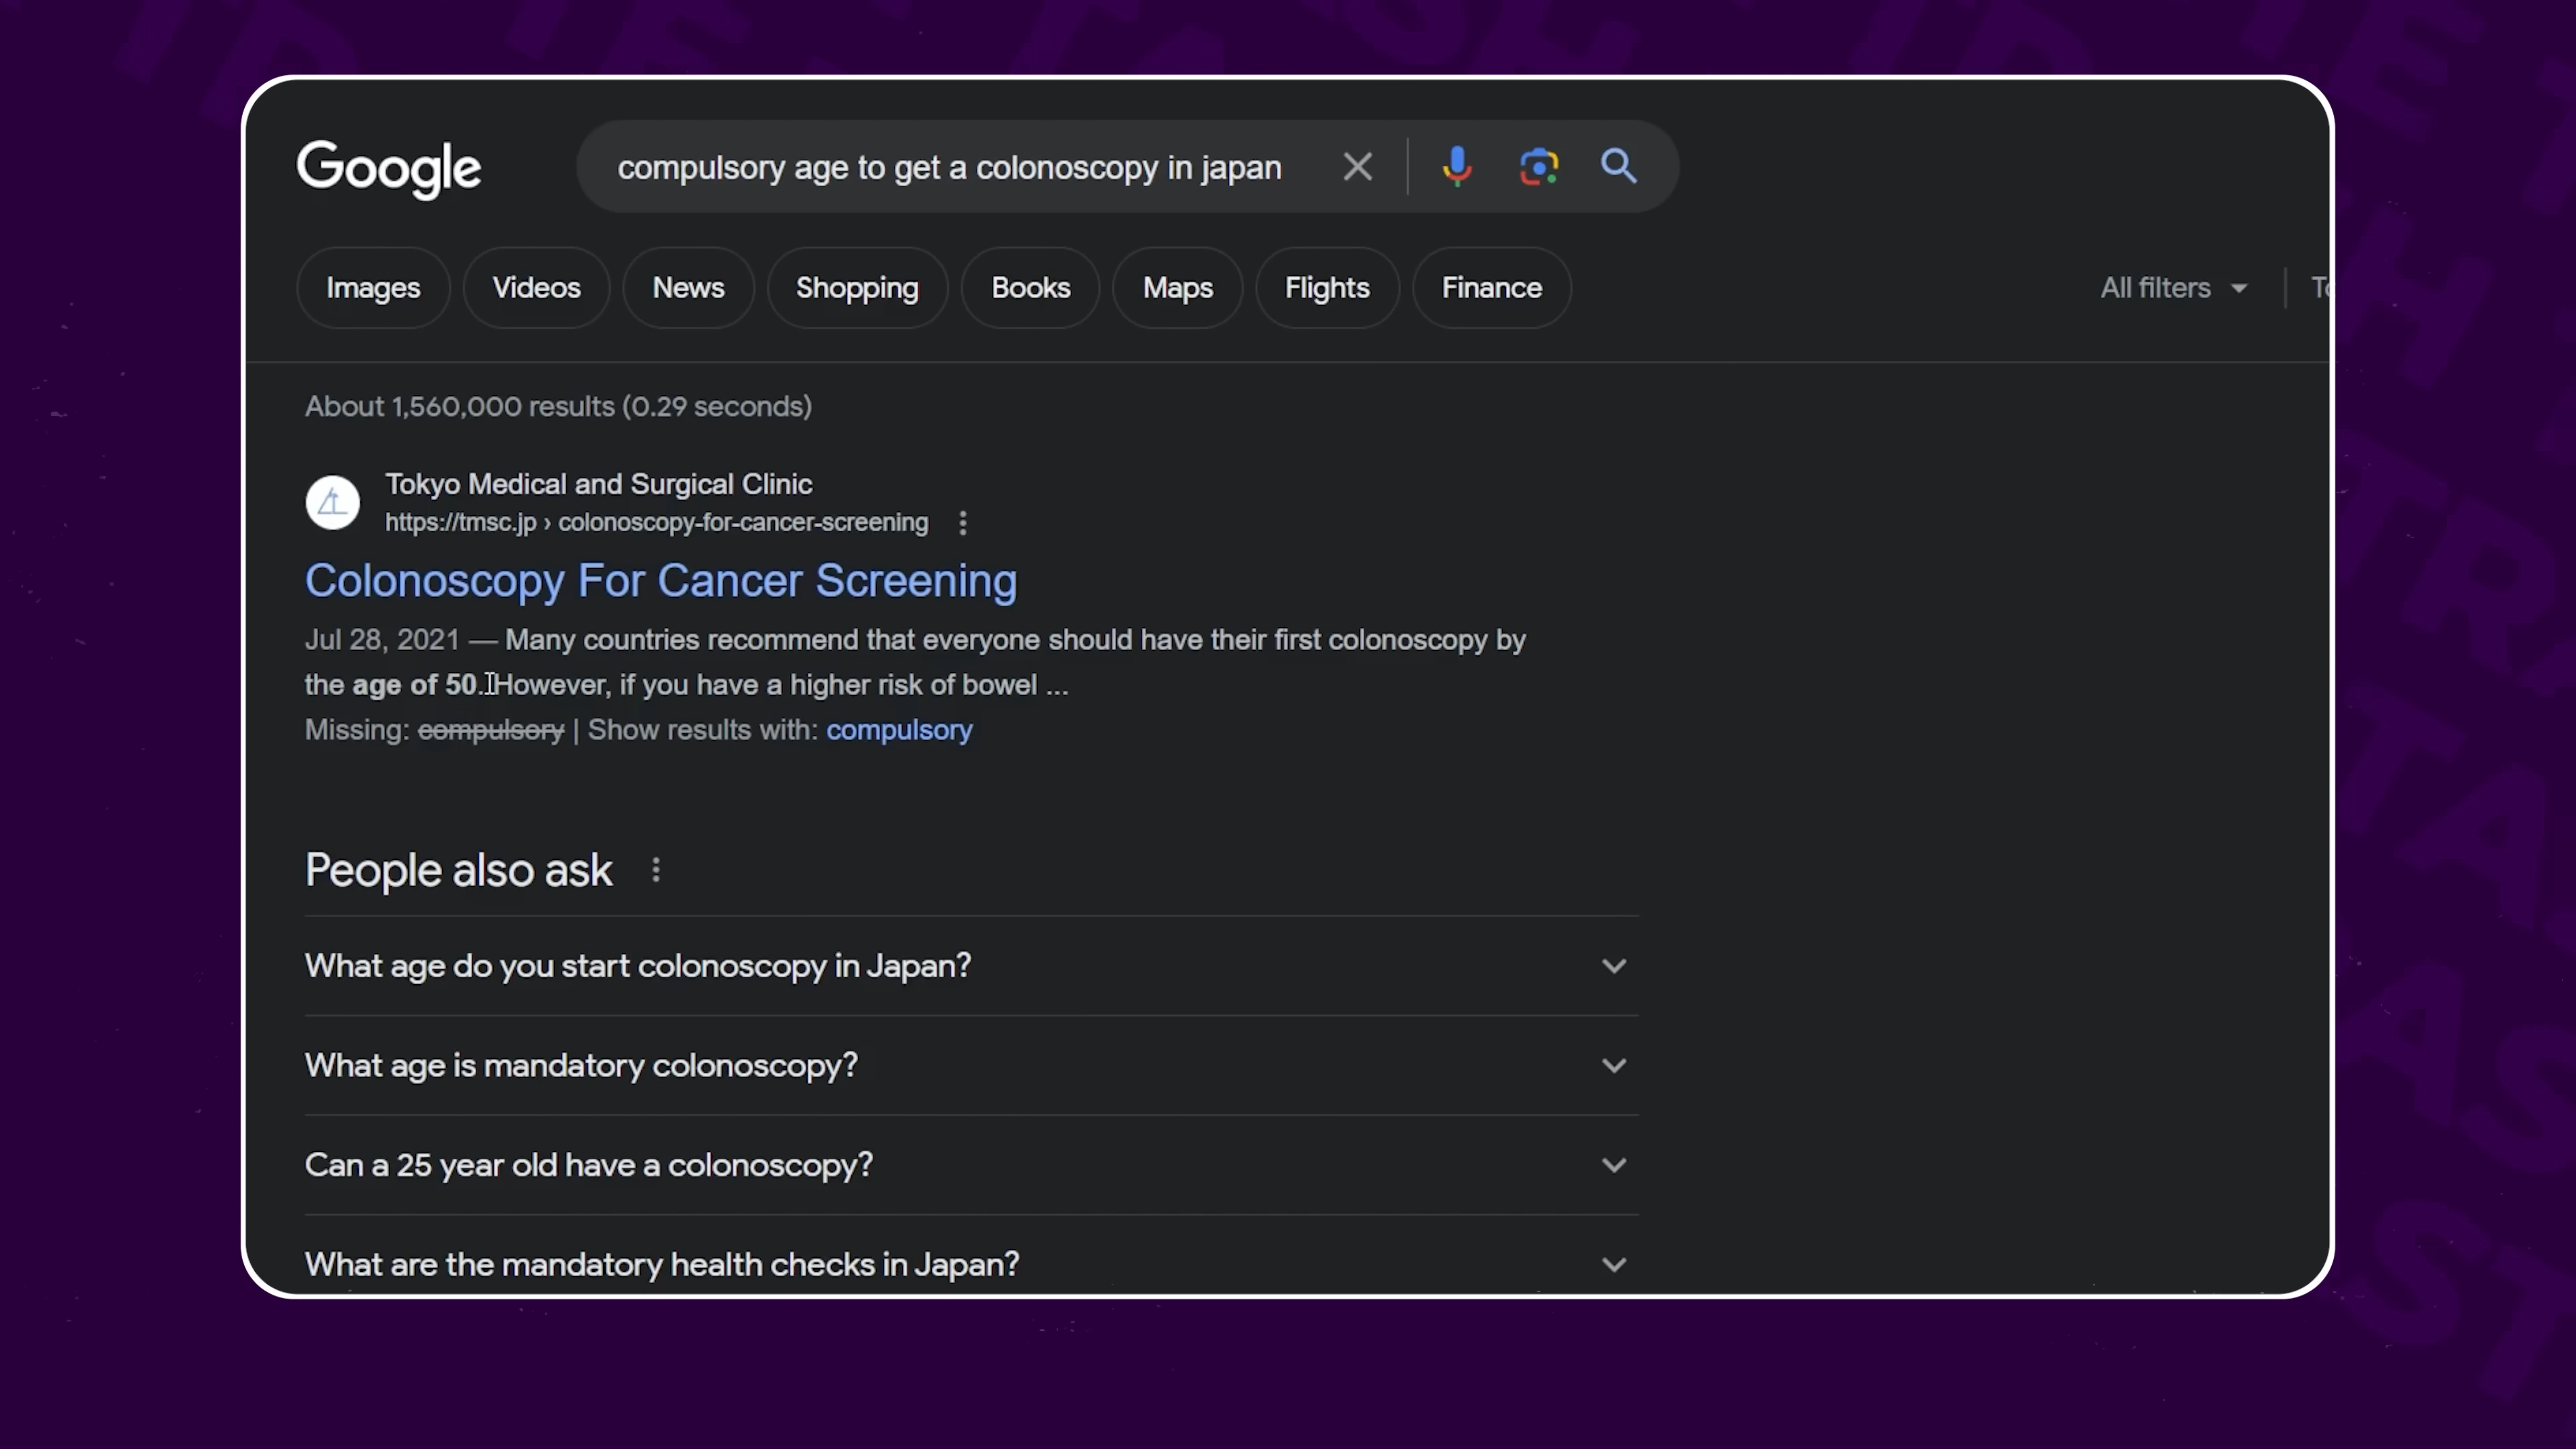 Google
compulsory age to get a colonoscopy in japan
Images
Videos
News
Shopping
Books
Maps
Flights
Finance
All filters
About 1,560,000 results (0.29 seconds)
Tokyo Medical and Surgical Clinic
https://tmsc.jp › colonoscopy-for-cancer-screening
Colonoscopy For Cancer Screening
Jul 28, 2021 — Many countries recommend that everyone should have their first colonoscopy by
the age of 50. However, if you have a higher risk of bowel ...
Missing: compulsory | Show results with: compulsory
People also ask
What age do you start colonoscopy in Japan?
What age is mandatory colonoscopy?
Can a 25 year old have a colonoscopy?
What are the mandatory health checks in Japan?